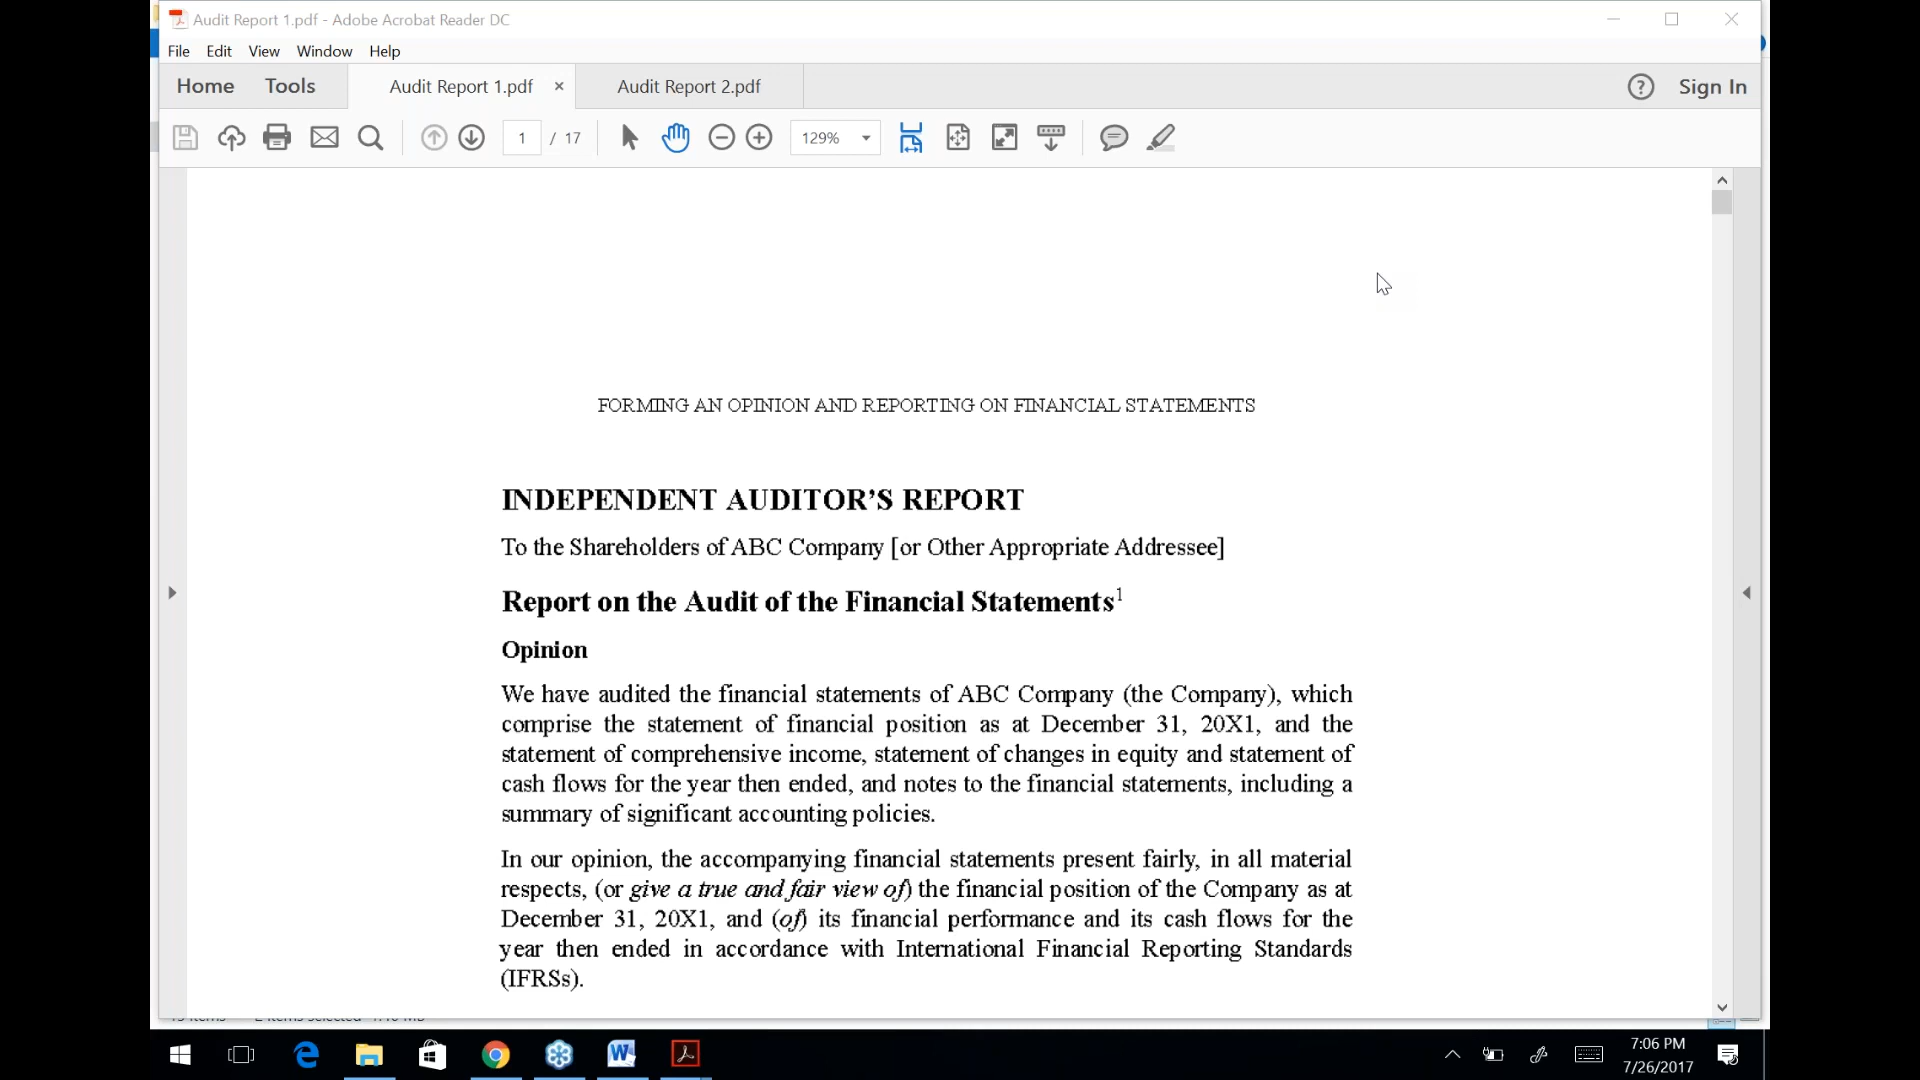 Audit Report 1.pdf - Adobe Acrobat Reader DC
File Edit View Window Help
Home Tools Audit Report 1.pdf × Audit Report 2.pdf ? Sign In
1 / 17 129%
FORMING AN OPINION AND REPORTING ON FINANCIAL STATEMENTS
INDEPENDENT AUDITOR’S REPORT
To the Shareholders of ABC Company [or Other Appropriate Addressee]
Report on the Audit of the Financial Statements1
Opinion
We have audited the financial statements of ABC Company (the Company), which
comprise the statement of financial position as at December 31, 20X1, and the
statement of comprehensive income, statement of changes in equity and statement of
cash flows for the year then ended, and notes to the financial statements, including a
summary of significant accounting policies.
In our opinion, the accompanying financial statements present fairly, in all material
respects, (or give a true and fair view of) the financial position of the Company as at
December 31, 20X1, and (of) its financial performance and its cash flows for the
year then ended in accordance with International Financial Reporting Standards
(IFRSs).
7:06 PM
7/26/2017